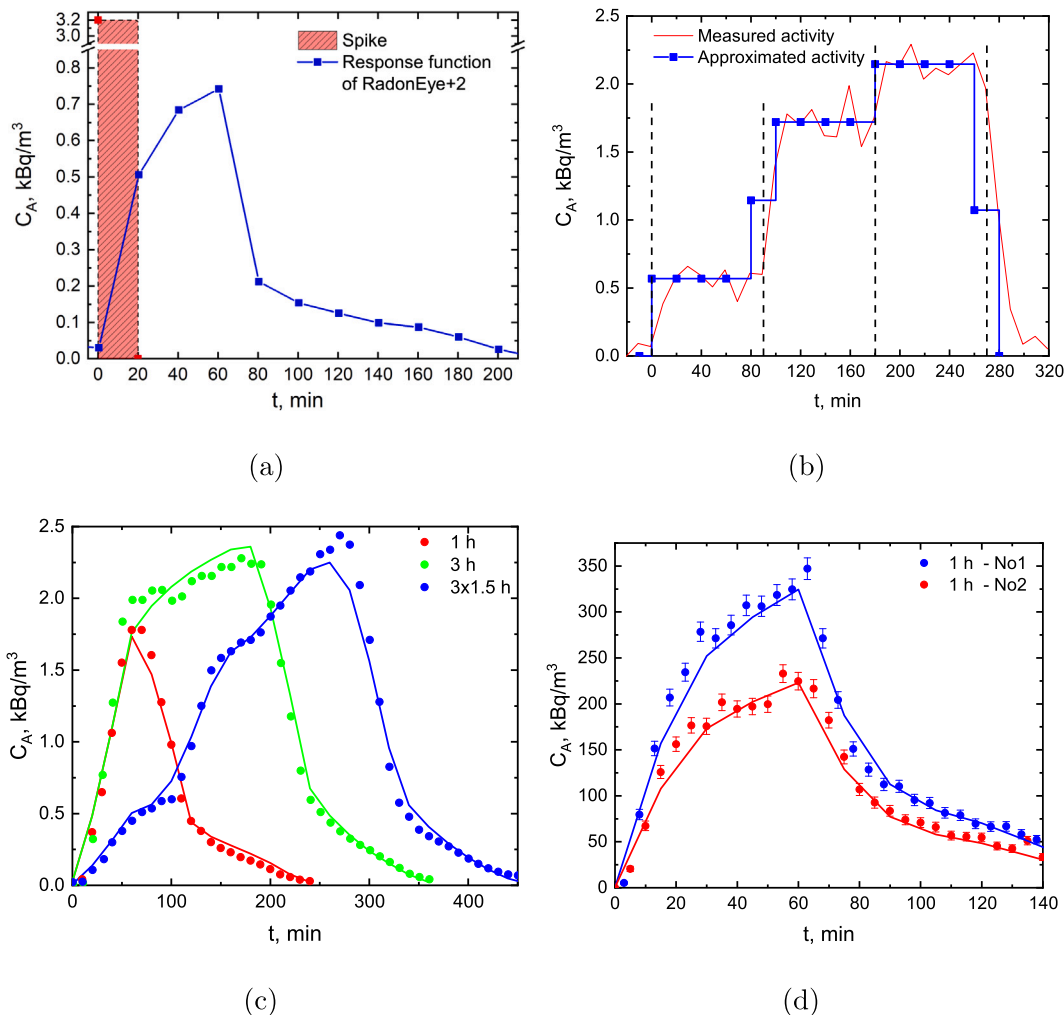 3.2
3.0
0.8
0.7
0.6
0.5
0.4
0.3
0.2
0.1
0.0
C_A, kBq/m³
Spike
Response function
of RadonEye+2
0 20 40 60 80 100 120 140 160 180 200
t, min
(a)
2.5
2.0
1.5
1.0
0.5
0.0
C_A, kBq/m³
Measured activity
Approximated activity
0 40 80 120 160 200 240 280 320
t, min
(b)
2.5
2.0
1.5
1.0
0.5
0.0
C_A, kBq/m³
1 h
3 h
3x1.5 h
0 100 200 300 400
t, min
(c)
350
300
250
200
150
100
50
0
C_A, kBq/m³
1 h - No1
1 h - No2
0 20 40 60 80 100 120 140
t, min
(d)